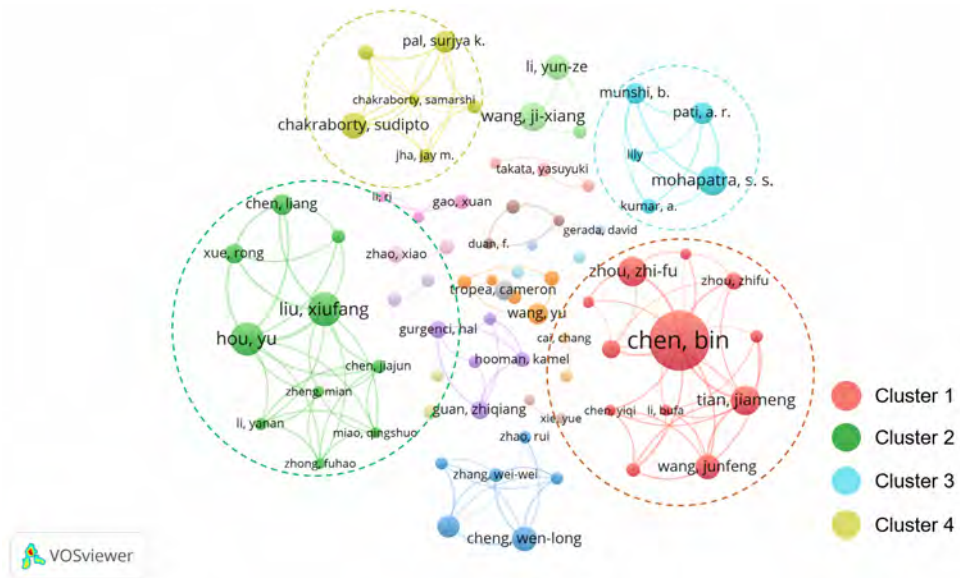 pal, surjya k.
chakraborty, samarshi
chakraborty, sudipto
jha, jay m.
li, yun-ze
wang, ji-xiang
munshi, b.
pati, a. r.
lily
mohapatra, s. s.
kumar, a.
takata, yasuyuki
li, rj
gao, xuan
duan, f.
gerada, david
zhao, xiao
chen, liang
xue, rong
liu, xiufang
hou, yu
chen, jiajun
zheng, mian
li, yanan
miao, qingshuo
zhong, fuhao
tropea, cameron
wang, yu
gurgenci, hal
cai, chang
hooman, kamel
guan, zhiqiang
xie, yue
zhao, rui
zhang, wei-wei
cheng, wen-long
zhou, zhi-fu
zhou, zhifu
chen, bin
tian, jiameng
chen, yiqi
li, bufa
wang, junfeng
Cluster 1
Cluster 2
Cluster 3
Cluster 4
VOSviewer